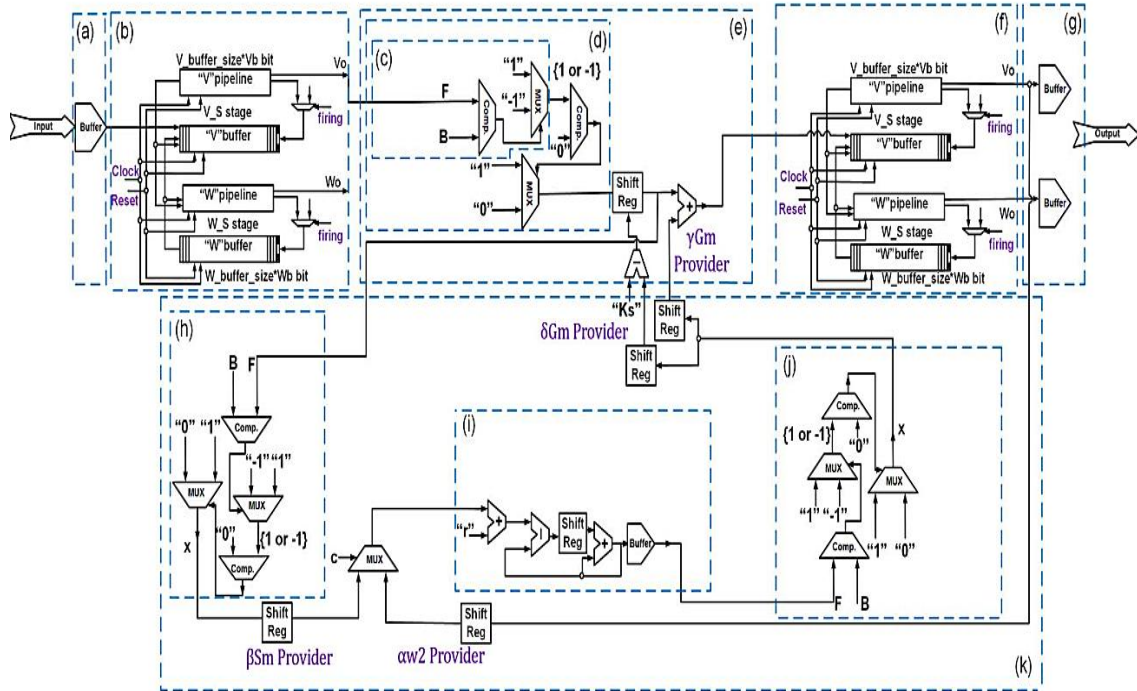 (a)
Input
Buffer
(b)
V_buffer_size*Vb bit
Vo
"V"pipeline
V_S stage
firing
"V"buffer
Clock
"W"pipeline
Wo
Reset
W_S stage
firing
"W"buffer
W_buffer_size*Wb bit
(c)
(d)
(e)
F
B
Comp.
"1"
"-1"
MUX
{1 or -1}
Comp.
"0"
"1"
"0"
MUX
Shift
Reg
+
γGm
Provider
−
"Ks"
δGm Provider
Shift
Reg
Shift
Reg
(f)
V_buffer_size*Vb bit
Vo
"V"pipeline
V_S stage
firing
"V"buffer
Clock
"W"pipeline
Wo
Reset
W_S stage
firing
"W"buffer
W_buffer_size*Wb bit
(g)
Buffer
Output
Buffer
(h)
B
F
Comp.
"0"
"1"
"-1"
"1"
MUX
MUX
"0"
{1 or -1}
x
Comp.
Shift
Reg
βSm Provider
c
MUX
Shift
Reg
αw2 Provider
(i)
"r"
+
−
Shift
Reg
+
Buffer
(j)
Comp.
{1 or -1}
"0"
x
MUX
MUX
"1"
"-1"
"1"
"0"
Comp.
F
B
(k)